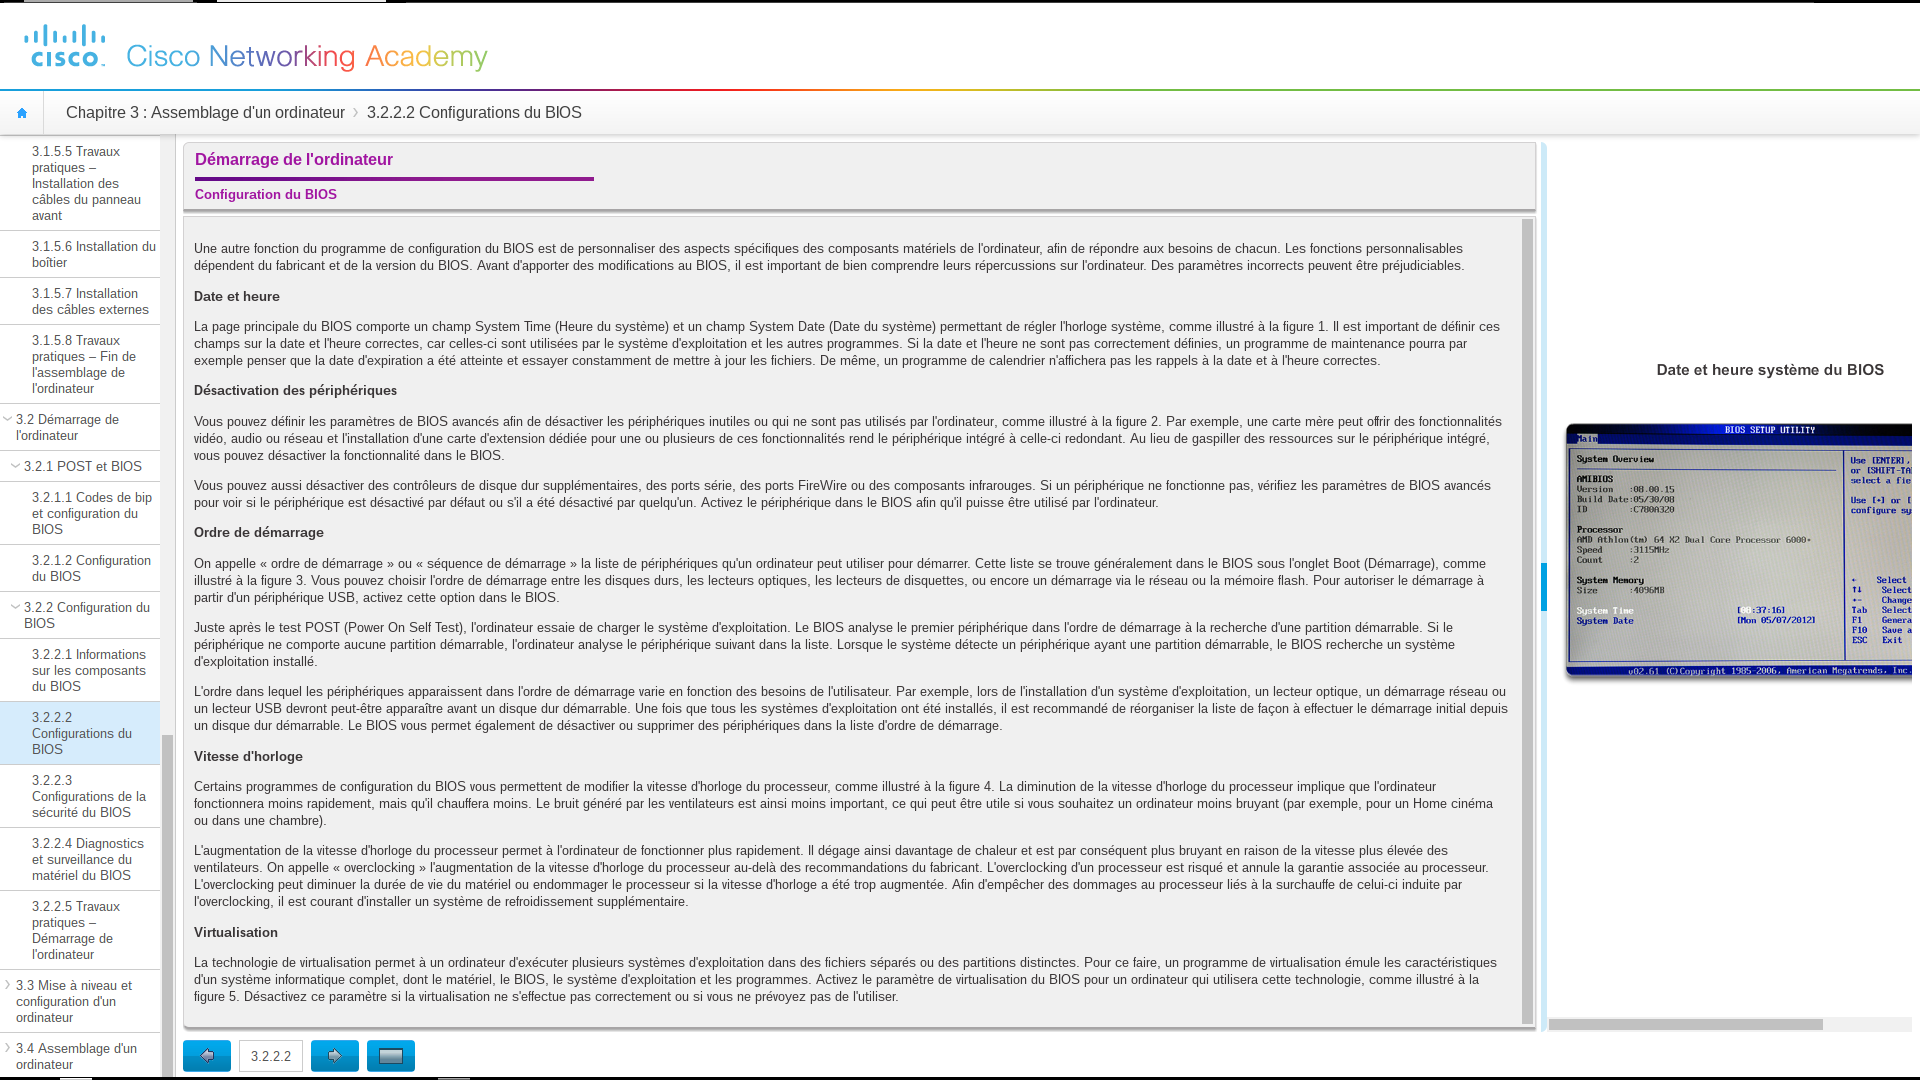 CISCO
Cisco Networking Academy
Chapitre 3 : Assemblage d'un ordinateur
3.2.2.2 Configurations du BIOS
3.1.5.5 Travaux
pratiques –
Installation des
câbles du panneau
avant
3.1.5.6 Installation du
boîtier
3.1.5.7 Installation
des câbles externes
3.1.5.8 Travaux
pratiques – Fin de
l'assemblage de
l'ordinateur
3.2 Démarrage de
l'ordinateur
3.2.1 POST et BIOS
3.2.1.1 Codes de bip
et configuration du
BIOS
3.2.1.2 Configuration
du BIOS
3.2.2 Configuration du
BIOS
3.2.2.1 Informations
sur les composants
du BIOS
3.2.2.2
Configurations du
BIOS
3.2.2.3
Configurations de la
sécurité du BIOS
3.2.2.4 Diagnostics
et surveillance du
matériel du BIOS
3.2.2.5 Travaux
pratiques –
Démarrage de
l'ordinateur
3.3 Mise à niveau et
configuration d'un
ordinateur
3.4 Assemblage d'un
ordinateur
Démarrage de l'ordinateur
Configuration du BIOS
Une autre fonction du programme de configuration du BIOS est de personnaliser des aspects spécifiques des composants matériels de l'ordinateur, afin de répondre aux besoins de chacun. Les fonctions personnalisables
dépendent du fabricant et de la version du BIOS. Avant d'apporter des modifications au BIOS, il est important de bien comprendre leurs répercussions sur l'ordinateur. Des paramètres incorrects peuvent être préjudiciables.
Date et heure
La page principale du BIOS comporte un champ System Time (Heure du système) et un champ System Date (Date du système) permettant de régler l'horloge système, comme illustré à la figure 1. Il est important de définir ces
champs sur la date et l'heure correctes, car celles-ci sont utilisées par le système d'exploitation et les autres programmes. Si la date et l'heure ne sont pas correctement définies, un programme de maintenance pourra par
exemple penser que la date d'expiration a été atteinte et essayer constamment de mettre à jour les fichiers. De même, un programme de calendrier n'affichera pas les rappels à la date et à l'heure correctes.
Désactivation des périphériques
Vous pouvez définir les paramètres de BIOS avancés afin de désactiver les périphériques inutiles ou qui ne sont pas utilisés par l'ordinateur, comme illustré à la figure 2. Par exemple, une carte mère peut offrir des fonctionnalités
vidéo, audio ou réseau et l'installation d'une carte d'extension dédiée pour une ou plusieurs de ces fonctionnalités rend le périphérique intégré à celle-ci redondant. Au lieu de gaspiller des ressources sur le périphérique intégré,
vous pouvez désactiver la fonctionnalité dans le BIOS.
Vous pouvez aussi désactiver des contrôleurs de disque dur supplémentaires, des ports série, des ports FireWire ou des composants infrarouges. Si un périphérique ne fonctionne pas, vérifiez les paramètres de BIOS avancés
pour voir si le périphérique est désactivé par défaut ou s'il a été désactivé par quelqu'un. Activez le périphérique dans le BIOS afin qu'il puisse être utilisé par l'ordinateur.
Ordre de démarrage
On appelle « ordre de démarrage » ou « séquence de démarrage » la liste de périphériques qu'un ordinateur peut utiliser pour démarrer. Cette liste se trouve généralement dans le BIOS sous l'onglet Boot (Démarrage), comme
illustré à la figure 3. Vous pouvez choisir l'ordre de démarrage entre les disques durs, les lecteurs optiques, les lecteurs de disquettes, ou encore un démarrage via le réseau ou la mémoire flash. Pour autoriser le démarrage à
partir d'un périphérique USB, activez cette option dans le BIOS.
Juste après le test POST (Power On Self Test), l'ordinateur essaie de charger le système d'exploitation. Le BIOS analyse le premier périphérique dans l'ordre de démarrage à la recherche d'une partition démarrable. Si le
périphérique ne comporte aucune partition démarrable, l'ordinateur analyse le périphérique suivant dans la liste. Lorsque le système détecte un périphérique ayant une partition démarrable, le BIOS recherche un système
d'exploitation installé.
L'ordre dans lequel les périphériques apparaissent dans l'ordre de démarrage varie en fonction des besoins de l'utilisateur. Par exemple, lors de l'installation d'un système d'exploitation, un lecteur optique, un démarrage réseau ou
un lecteur USB devront peut-être apparaître avant un disque dur démarrable. Une fois que tous les systèmes d'exploitation ont été installés, il est recommandé de réorganiser la liste de façon à effectuer le démarrage initial depuis
un disque dur démarrable. Le BIOS vous permet également de désactiver ou supprimer des périphériques dans la liste d'ordre de démarrage.
Vitesse d'horloge
Certains programmes de configuration du BIOS vous permettent de modifier la vitesse d'horloge du processeur, comme illustré à la figure 4. La diminution de la vitesse d'horloge du processeur implique que l'ordinateur
fonctionnera moins rapidement, mais qu'il chauffera moins. Le bruit généré par les ventilateurs est ainsi moins important, ce qui peut être utile si vous souhaitez un ordinateur moins bruyant (par exemple, pour un Home cinéma
ou dans une chambre).
L'augmentation de la vitesse d'horloge du processeur permet à l'ordinateur de fonctionner plus rapidement. Il dégage ainsi davantage de chaleur et est par conséquent plus bruyant en raison de la vitesse plus élevée des
ventilateurs. On appelle « overclocking » l'augmentation de la vitesse d'horloge du processeur au-delà des recommandations du fabricant. L'overclocking d'un processeur est risqué et annule la garantie associée au processeur.
L'overclocking peut diminuer la durée de vie du matériel ou endommager le processeur si la vitesse d'horloge a été trop augmentée. Afin d'empêcher des dommages au processeur liés à la surchauffe de celui-ci induite par
l'overclocking, il est courant d'installer un système de refroidissement supplémentaire.
Virtualisation
La technologie de virtualisation permet à un ordinateur d'exécuter plusieurs systèmes d'exploitation dans des fichiers séparés ou des partitions distinctes. Pour ce faire, un programme de virtualisation émule les caractéristiques
d'un système informatique complet, dont le matériel, le BIOS, le système d'exploitation et les programmes. Activez le paramètre de virtualisation du BIOS pour un ordinateur qui utilisera cette technologie, comme illustré à la
figure 5. Désactivez ce paramètre si la virtualisation ne s'effectue pas correctement ou si vous ne prévoyez pas de l'utiliser.
3.2.2.2
Date et heure système du BIOS
BIOS SETUP UTILITY
Main
System Overview
AMIBIOS
Version :08.00.15
Build Date:05/30/08
ID :C780A320
Processor
AMD Athlon(tm) 64 X2 Dual Core Processor 6000+
Speed :3115MHz
Count :2
System Memory
Size :4096MB
System Time :37:16]
System Date [Mon 05/07/2012]
Use [ENTER],
or [SHIFT-TA
select a fie
Use [+] or [
configure sy
← Select
↑↓ Select
+- Change
Tab Select
F1 Genera
F10 Save a
ESC Exit
v02.61 (C)Copyright 1985-2006, American Megatrends, Inc.